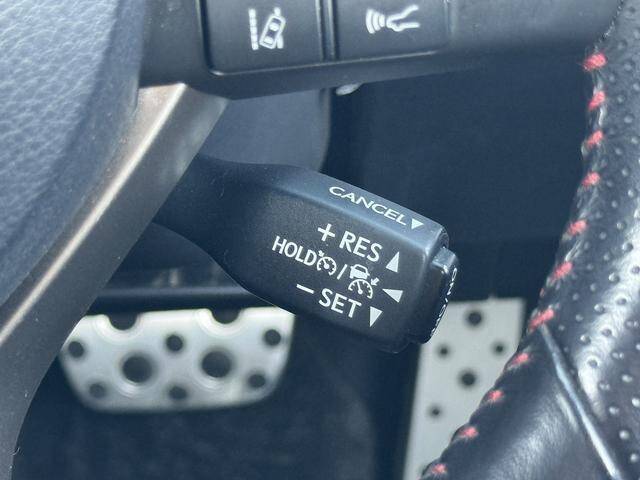 CANCEL▼
+ RES ▲
HOLD / ◀
− SET ▼